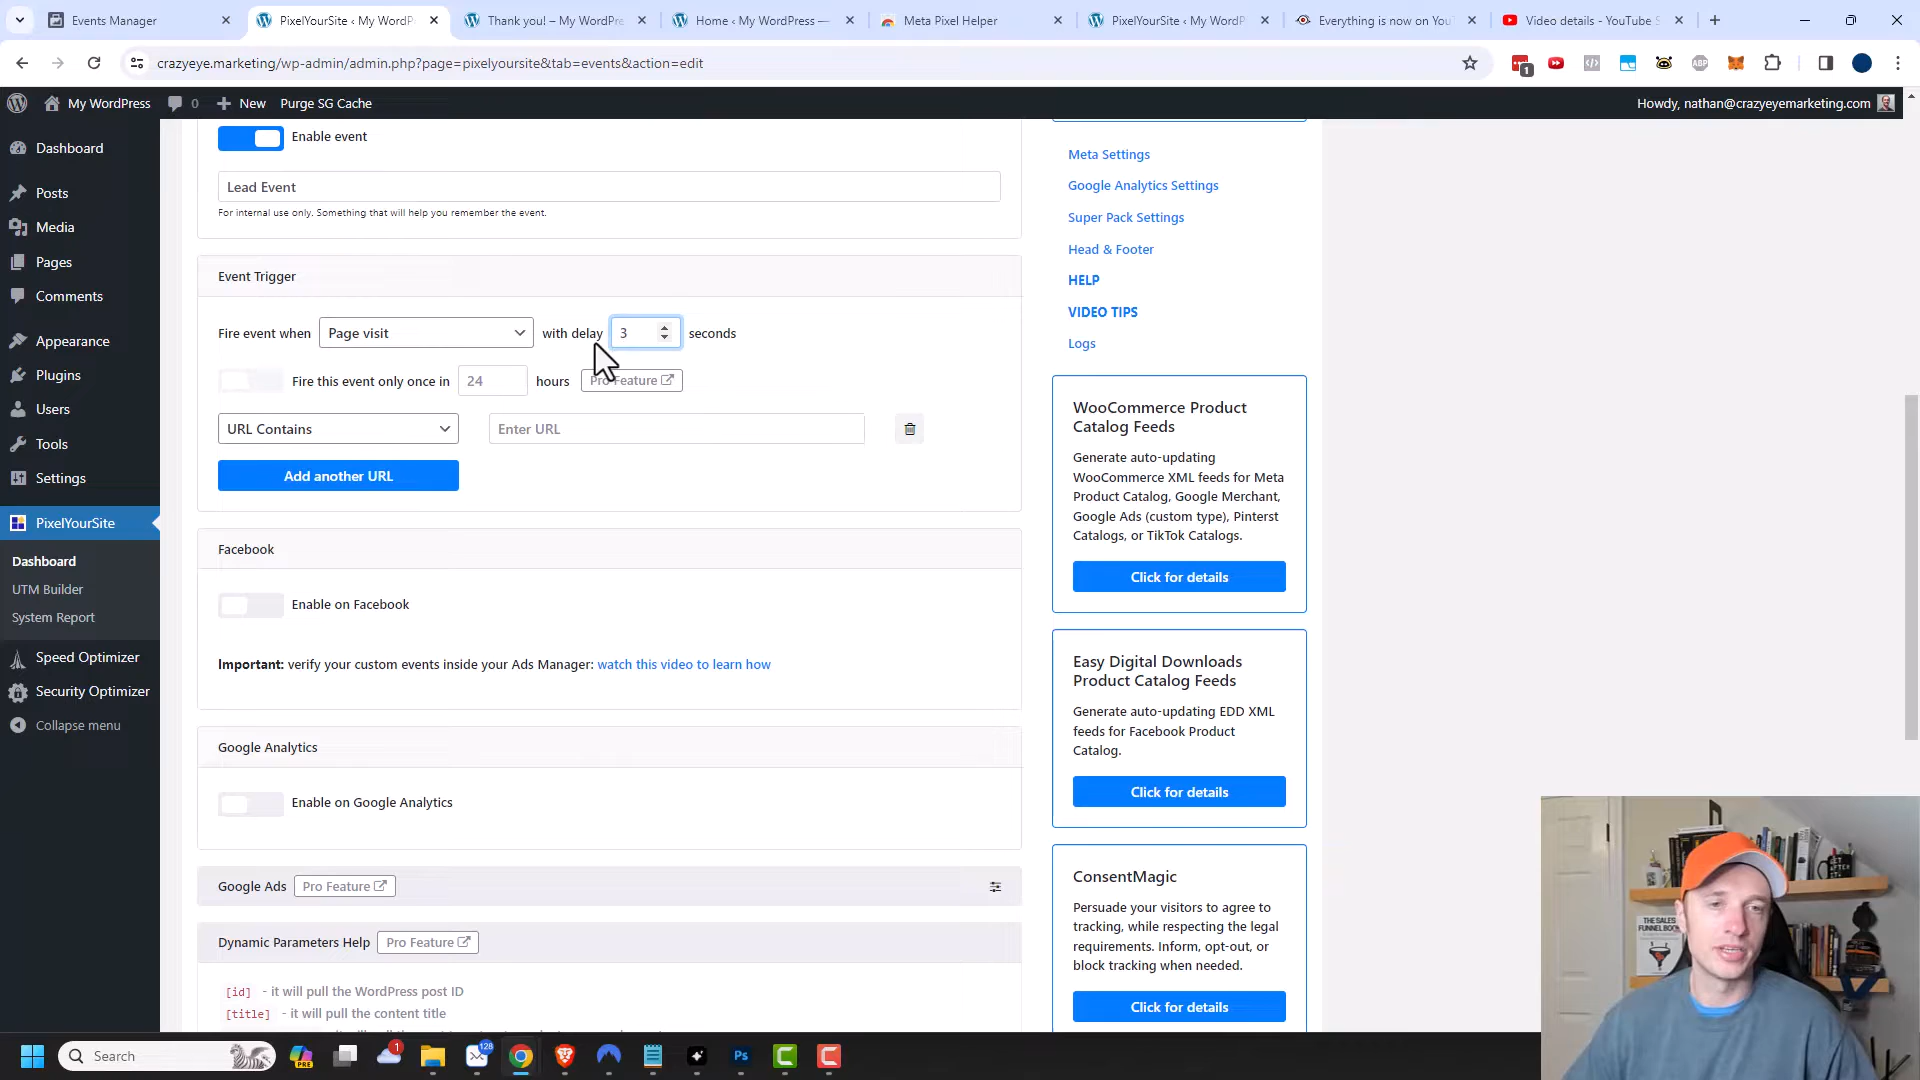 Events Manager
PixelYourSite ‹ My WordPr
Thank you! – My WordPre
Home ‹ My WordPress —
Meta Pixel Helper
PixelYourSite ‹ My WordP
Everything is now on You
Video details - YouTube S
crazyeye.marketing/wp-admin/admin.php?page=pixelyoursite&tab=events&action=edit
1
ABP
My WordPress
0
New
Purge SG Cache
Howdy, nathan@crazyeyemarketing.com
Dashboard
Posts
Media
Pages
Comments
Appearance
Plugins
Users
Tools
Settings
PixelYourSite
Dashboard
UTM Builder
System Report
Speed Optimizer
Security Optimizer
Collapse menu
Enable event
Lead Event
For internal use only. Something that will help you remember the event.
Event Trigger
Fire event when Page visit with delay 3 seconds
Fire this event only once in 24 hours Pro Feature
URL Contains
Enter URL
Add another URL
Facebook
Enable on Facebook
Important: verify your custom events inside your Ads Manager: watch this video to learn how
Google Analytics
Enable on Google Analytics
Google Ads Pro Feature
Dynamic Parameters Help Pro Feature
[id] - it will pull the WordPress post ID
[title] - it will pull the content title
Meta Settings
Google Analytics Settings
Super Pack Settings
Head & Footer
HELP
VIDEO TIPS
Logs
WooCommerce Product
Catalog Feeds
Generate auto-updating
WooCommerce XML feeds for Meta
Product Catalog, Google Merchant,
Google Ads (custom type), Pinterst
Catalogs, or TikTok Catalogs.
Click for details
Easy Digital Downloads
Product Catalog Feeds
Generate auto-updating EDD XML
feeds for Facebook Product
Catalog.
Click for details
ConsentMagic
Persuade your visitors to agree to
tracking, while respecting the legal
requirements. Inform, opt-out, or
block tracking when needed.
Click for details
THE SALES
FUNNEL BOOK
Search
PRE
1
128
Ps